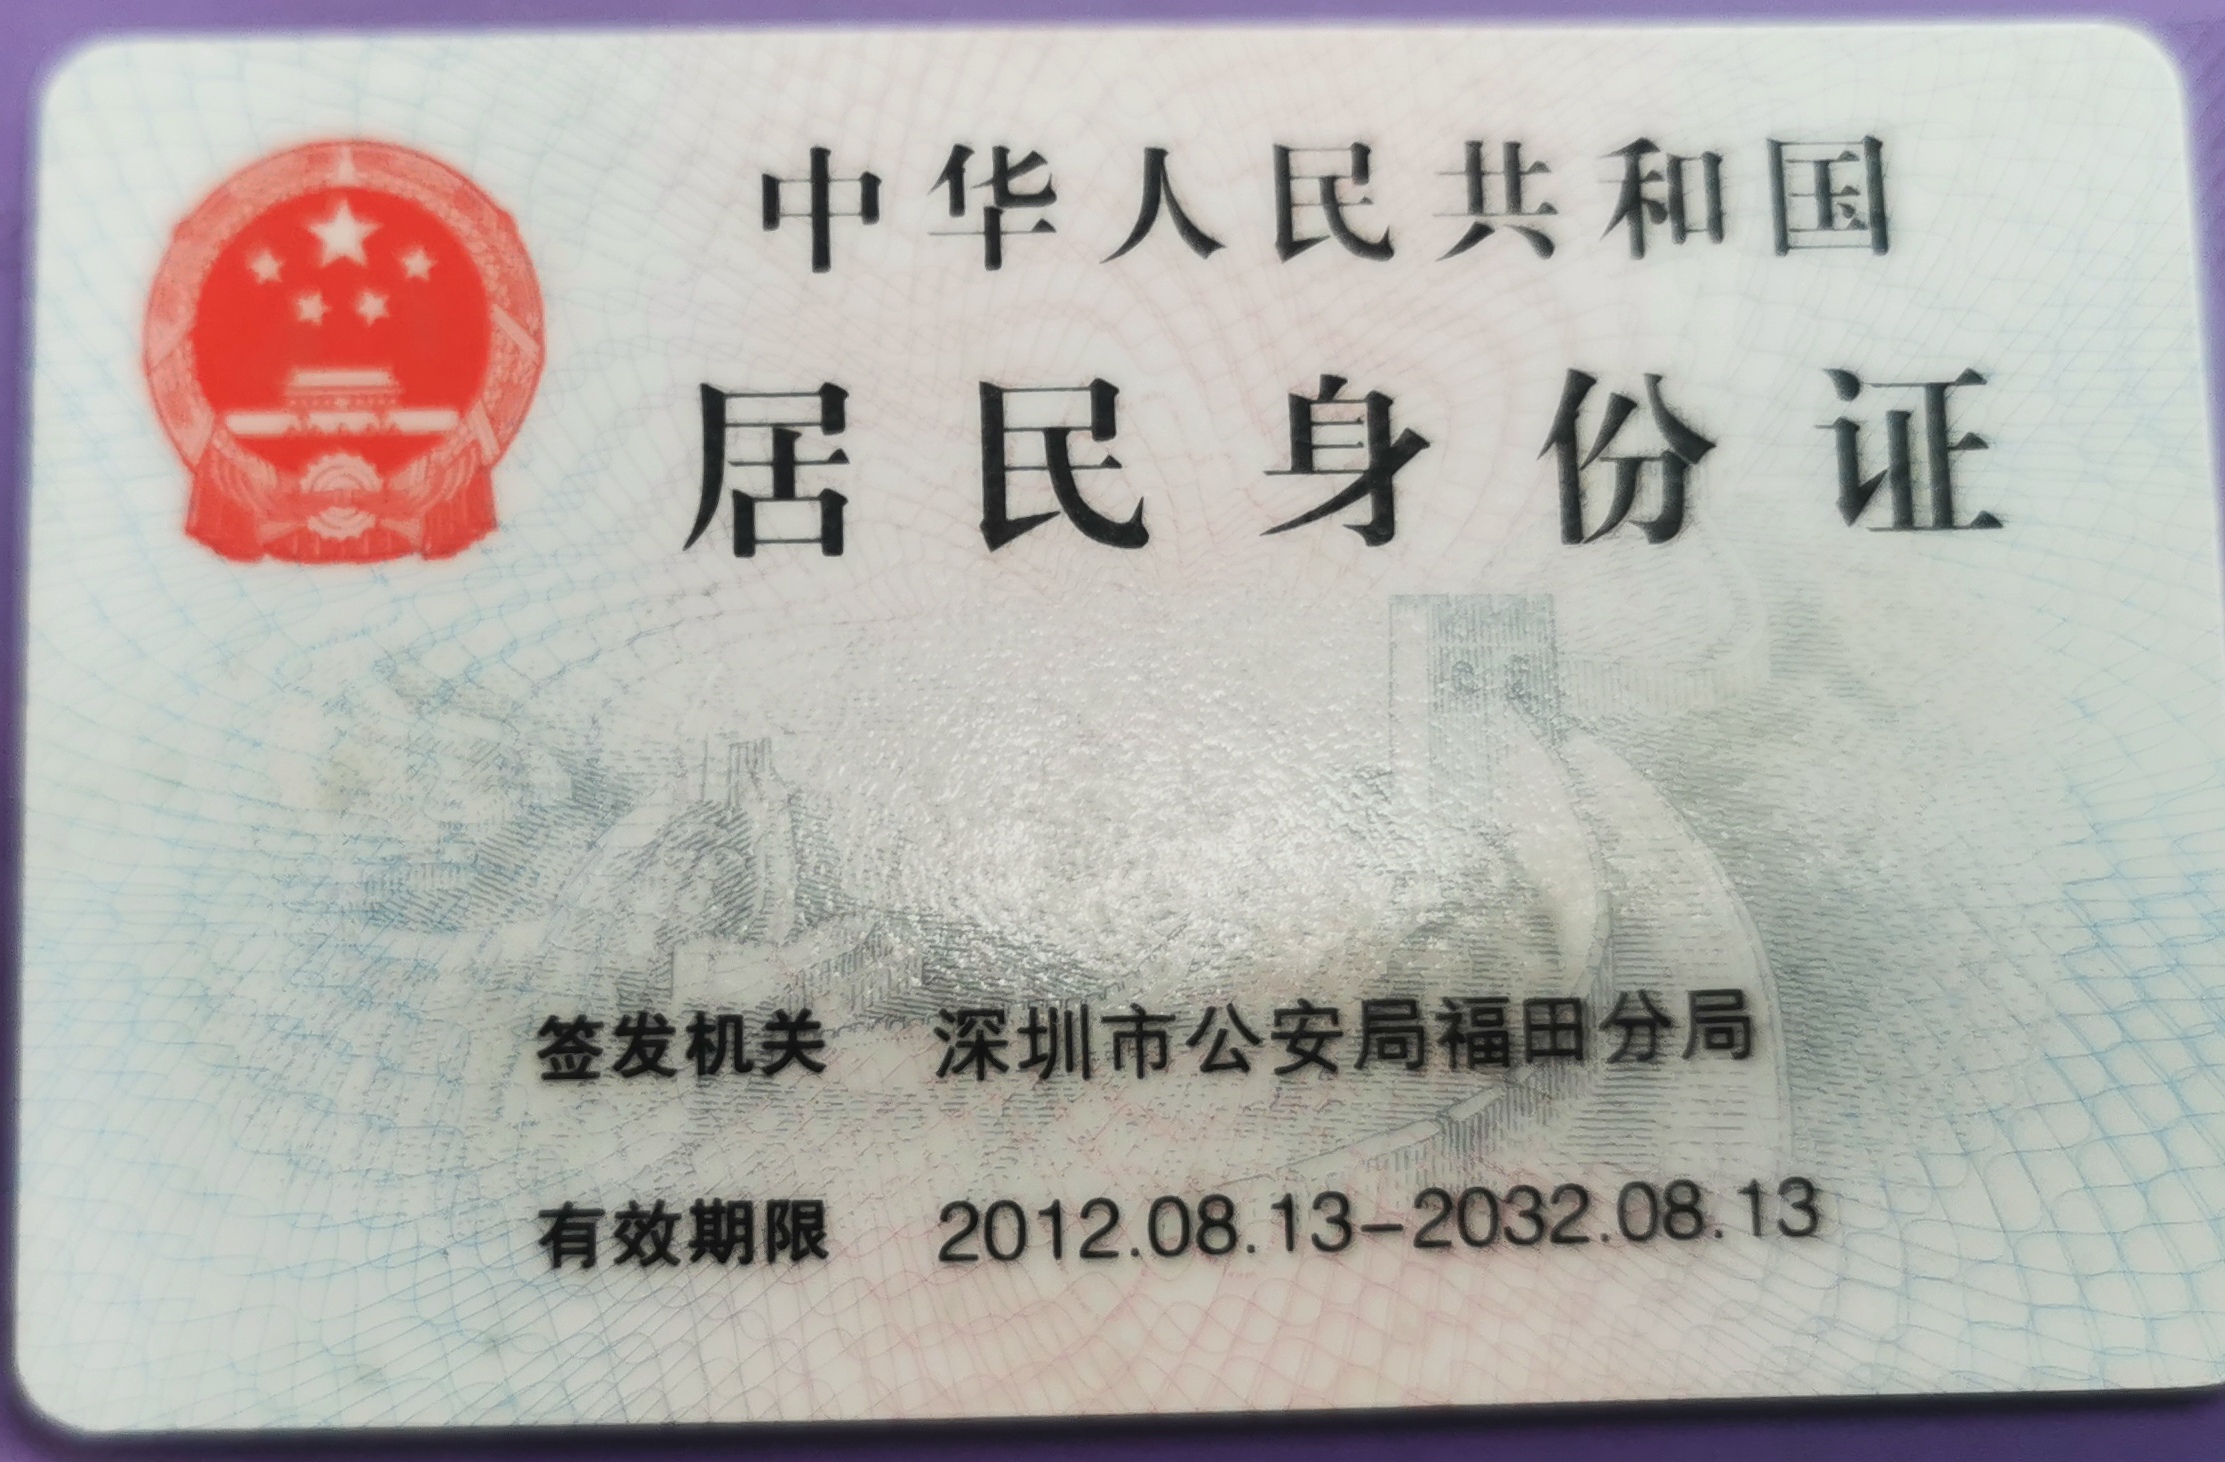 中华人民共和国
居民身份证
签发机关 深圳市公安局福田分局
有效期限 2012.08.13-2032.08.13